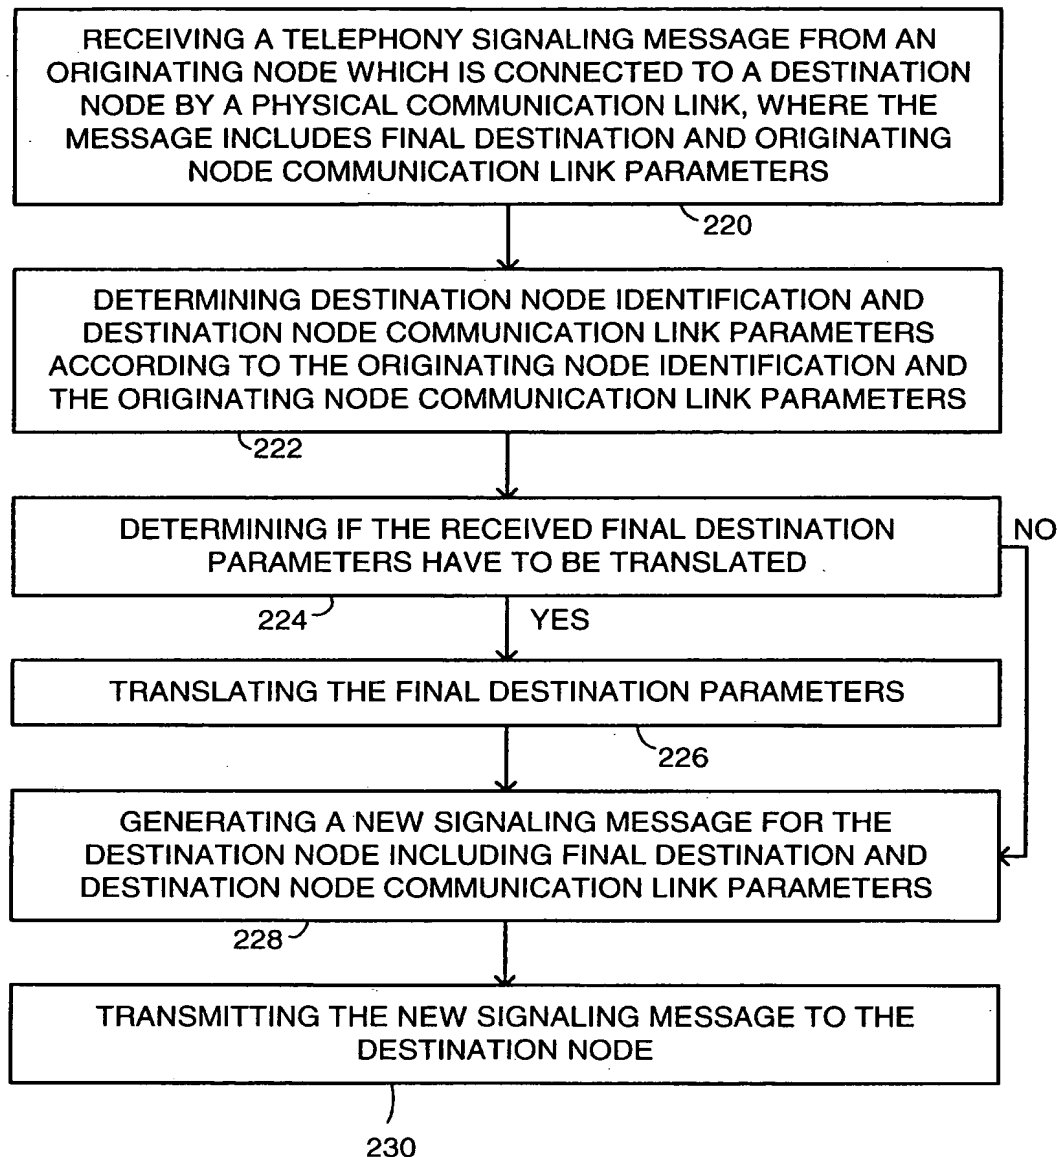 RECEIVING A TELEPHONY SIGNALING MESSAGE FROM AN
ORIGINATING NODE WHICH IS CONNECTED TO A DESTINATION
NODE BY A PHYSICAL COMMUNICATION LINK, WHERE THE
MESSAGE INCLUDES FINAL DESTINATION AND ORIGINATING
NODE COMMUNICATION LINK PARAMETERS
220
DETERMINING DESTINATION NODE IDENTIFICATION AND
DESTINATION NODE COMMUNICATION LINK PARAMETERS
ACCORDING TO THE ORIGINATING NODE IDENTIFICATION AND
THE ORIGINATING NODE COMMUNICATION LINK PARAMETERS
222
DETERMINING IF THE RECEIVED FINAL DESTINATION
PARAMETERS HAVE TO BE TRANSLATED
NO
224
YES
TRANSLATING THE FINAL DESTINATION PARAMETERS
226
GENERATING A NEW SIGNALING MESSAGE FOR THE
DESTINATION NODE INCLUDING FINAL DESTINATION AND
DESTINATION NODE COMMUNICATION LINK PARAMETERS
228
TRANSMITTING THE NEW SIGNALING MESSAGE TO THE
DESTINATION NODE
230